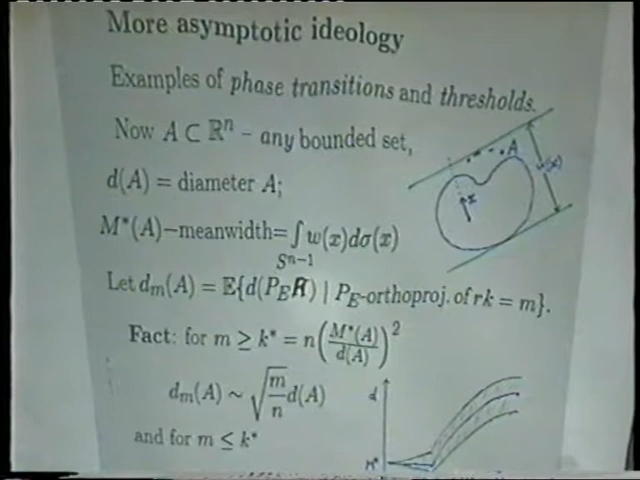 More asymptotic ideology
Examples of phase transitions and thresholds.
Now A ⊂ ℝⁿ – any bounded set,
d(A) = diameter A;
M*(A)–meanwidth= ∫ w(x)dσ(x)
Sⁿ⁻¹
Let dₘ(A) = 𝔼{d(P_E A) | P_E-orthoproj. of rk = m}.
Fact: for m ≥ k* = n(M*(A)/d(A))²
dₘ(A) ~ √(m/n) d(A)
and for m ≤ k*
A
w(x)
x
d
M*